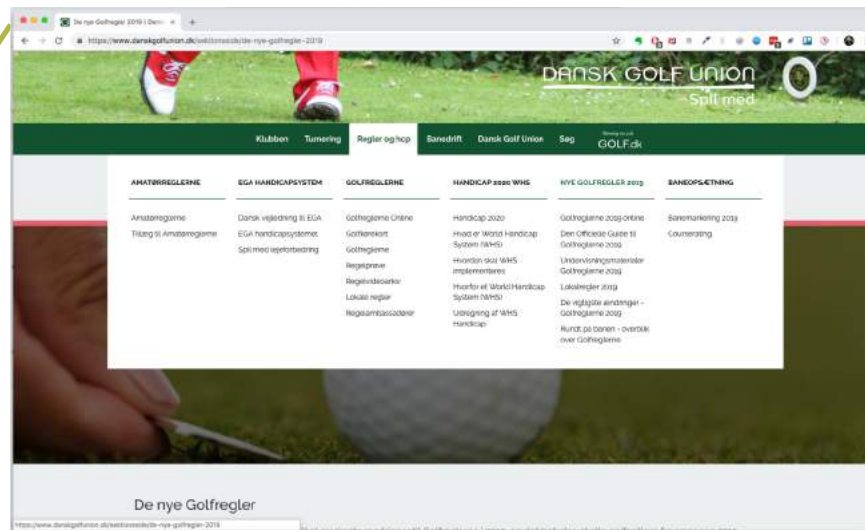 De nye Golfregler 2019 | Dans
https://www.danskgolfunion.dk/sektionsside/de-nye-golfregler-2019
DANSK GOLF UNION
Spil med
Klubben Turnering Regler og hcp Banedrift Dansk Golf Union Søg
GOLF.dk
AMATØRREGLERNE
Amatørreglerne
Tillæg til Amatørreglerne
EGA HANDICAPSYSTEM
Dansk vejledning til EGA
EGA handicapsystemet
Spil med lejeforbedring
GOLFREGLERNE
Golfreglerne Online
Golfkørekort
Golfreglerne
Regelprøve
Regelvideoarkiv
Lokale regler
Regelambassadører
HANDICAP 2020 WHS
Handicap 2020
Hvad er World Handicap
System (WHS)
Hvordan skal WHS
implementeres
Hvorfor et World Handicap
System (WHS)
Udregning af WHS
Handicap
NYE GOLFREGLER 2019
Golfreglerne 2019 online
Den Officielle Guide til
Golfreglerne 2019
Undervisningsmaterialer
Golfreglerne 2019
Lokalregler 2019
De vigtigste ændringer -
Golfreglerne 2019
Rundt på banen - overblik
over Golfreglerne
BANEOPSÆTNING
Banemarkering 2019
Courserating
De nye Golfregler
https://www.danskgolfunion.dk/sektionsside/de-nye-golfregler-2019